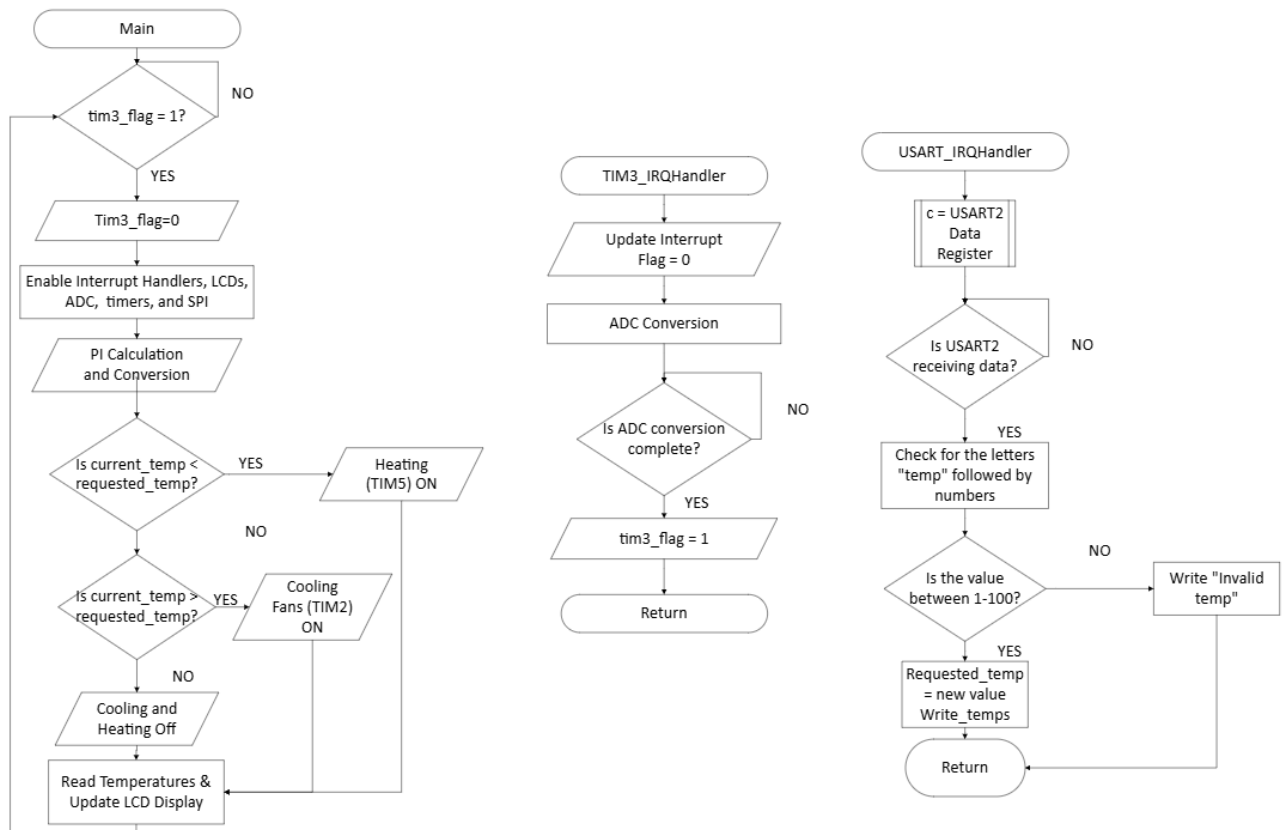 Main
tim3_flag = 1?
NO
YES
Tim3_flag=0
Enable Interrupt Handlers, LCDs,
ADC, timers, and SPI
PI Calculation
and Conversion
Is current_temp <
requested_temp?
YES
Heating
(TIM5) ON
NO
Is current_temp >
requested_temp?
YES
Cooling
Fans (TIM2)
ON
NO
Cooling and
Heating Off
Read Temperatures &
Update LCD Display
TIM3_IRQHandler
Update Interrupt
Flag = 0
ADC Conversion
Is ADC conversion
complete?
NO
YES
tim3_flag = 1
Return
USART_IRQHandler
c = USART2
Data
Register
Is USART2
receiving data?
NO
YES
Check for the letters
"temp" followed by
numbers
Is the value
between 1-100?
NO
Write "Invalid
temp"
YES
Requested_temp
= new value
Write_temps
Return